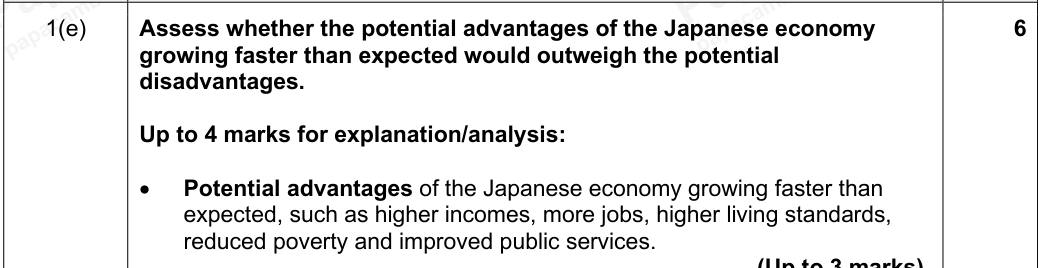 1(e) Assess whether the potential advantages of the Japanese economy 6
growing faster than expected would outweigh the potential
disadvantages.
Up to 4 marks for explanation/analysis:
• Potential advantages of the Japanese economy growing faster than
expected, such as higher incomes, more jobs, higher living standards,
reduced poverty and improved public services.
(Up to 3 marks)